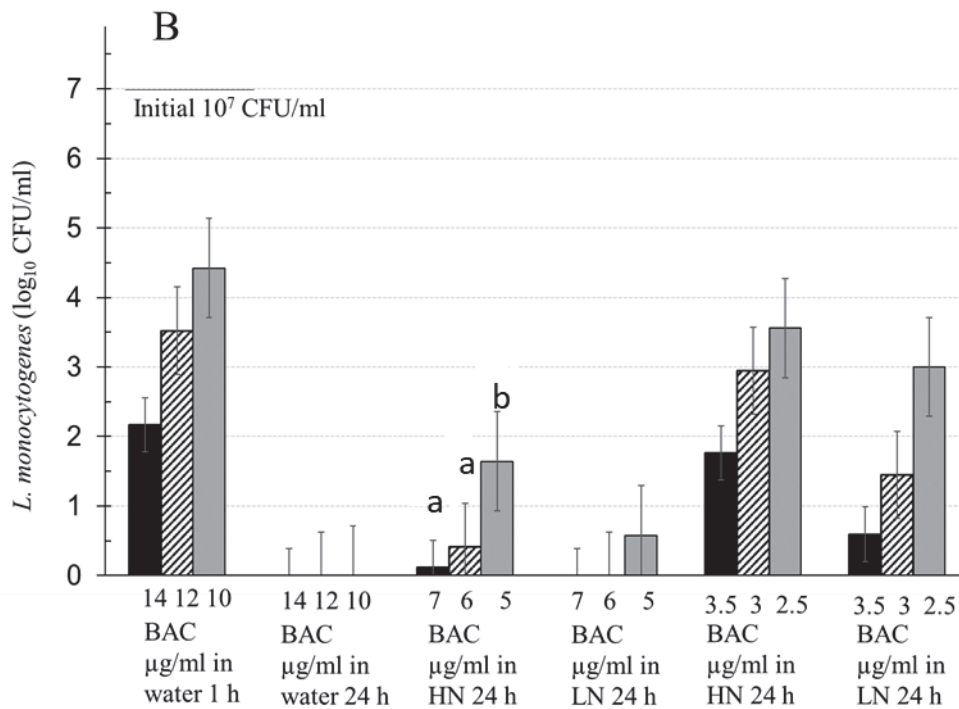 B
L. monocytogenes (log₁₀ CFU/ml)
7
6
5
4
3
2
1
0
Initial 10⁷ CFU/ml
a
a
b
14 12 10
BAC
µg/ml in
water 1 h
14 12 10
BAC
µg/ml in
water 24 h
7 6 5
BAC
µg/ml in
HN 24 h
7 6 5
BAC
µg/ml in
LN 24 h
3.5 3 2.5
BAC
µg/ml in
HN 24 h
3.5 3 2.5
BAC
µg/ml in
LN 24 h